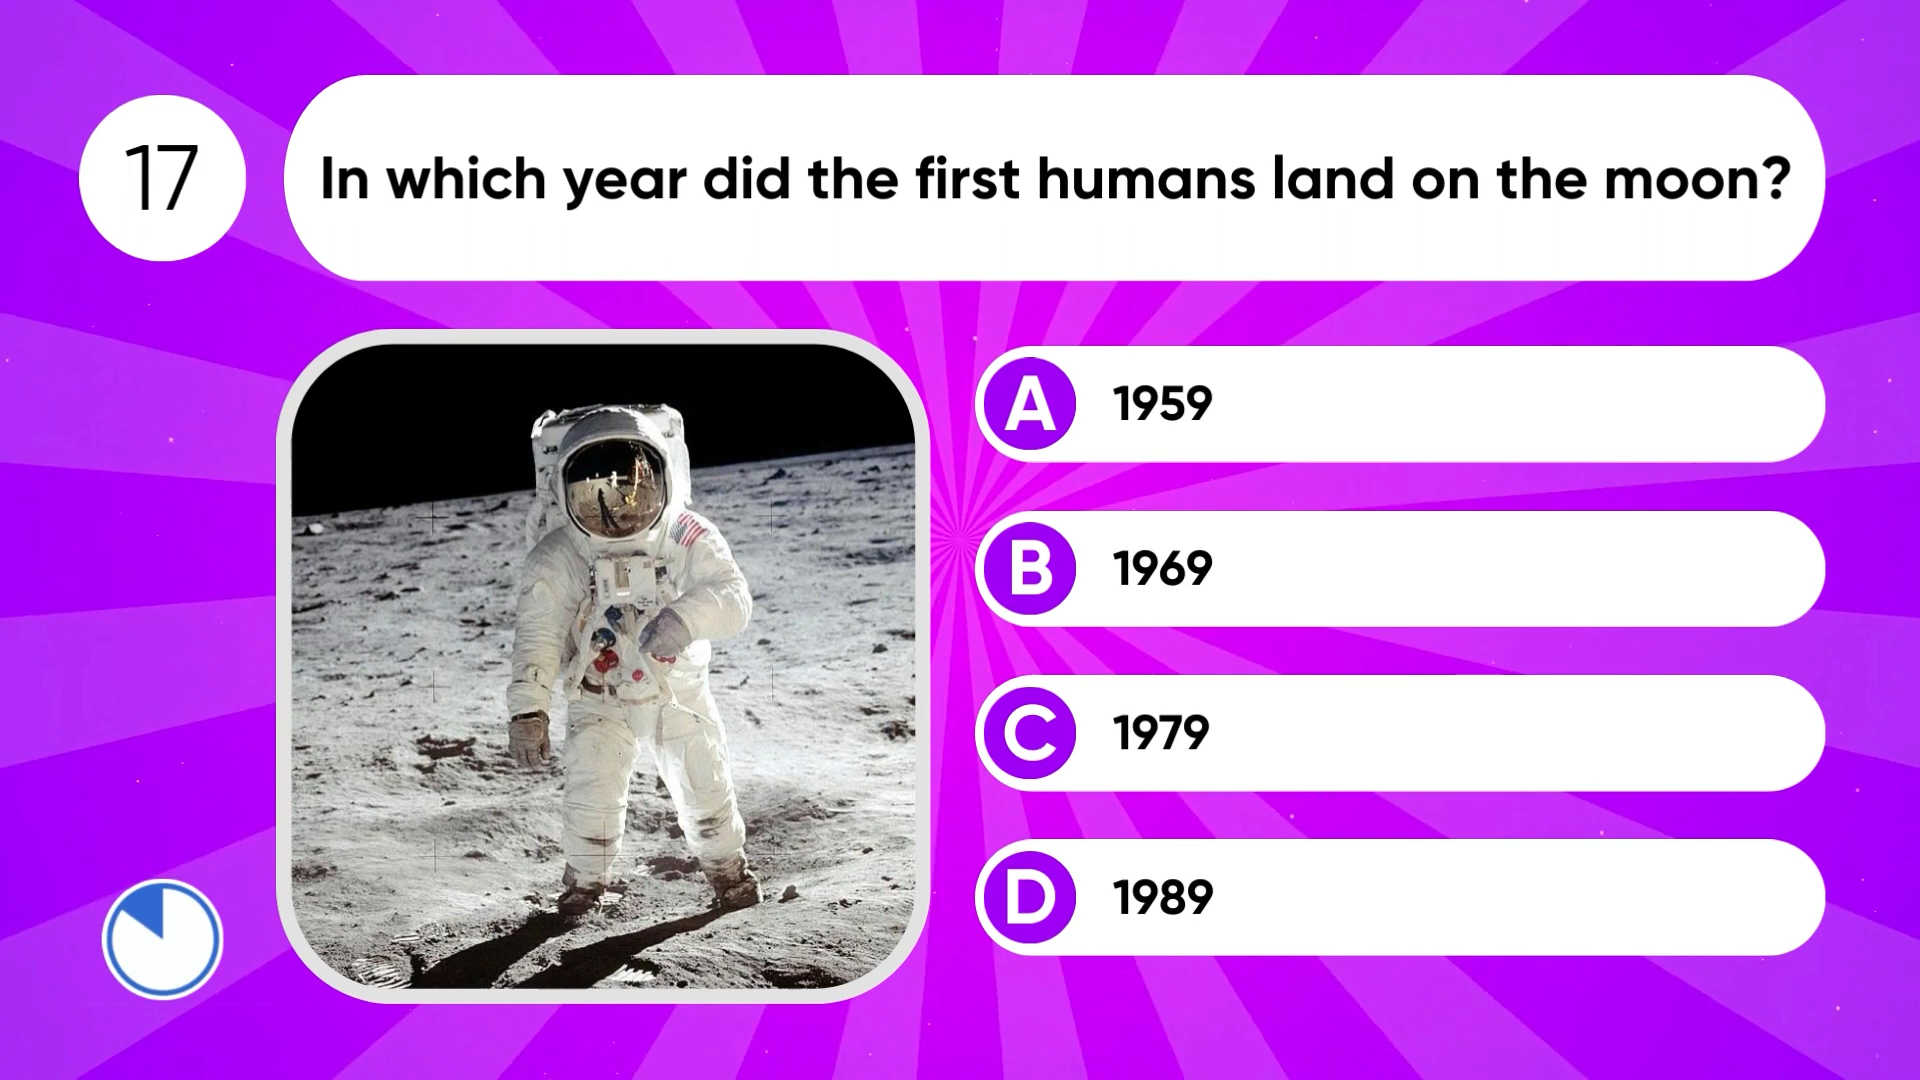 17
In which year did the first humans land on the moon?
A 1959
B 1969
C 1979
D 1989